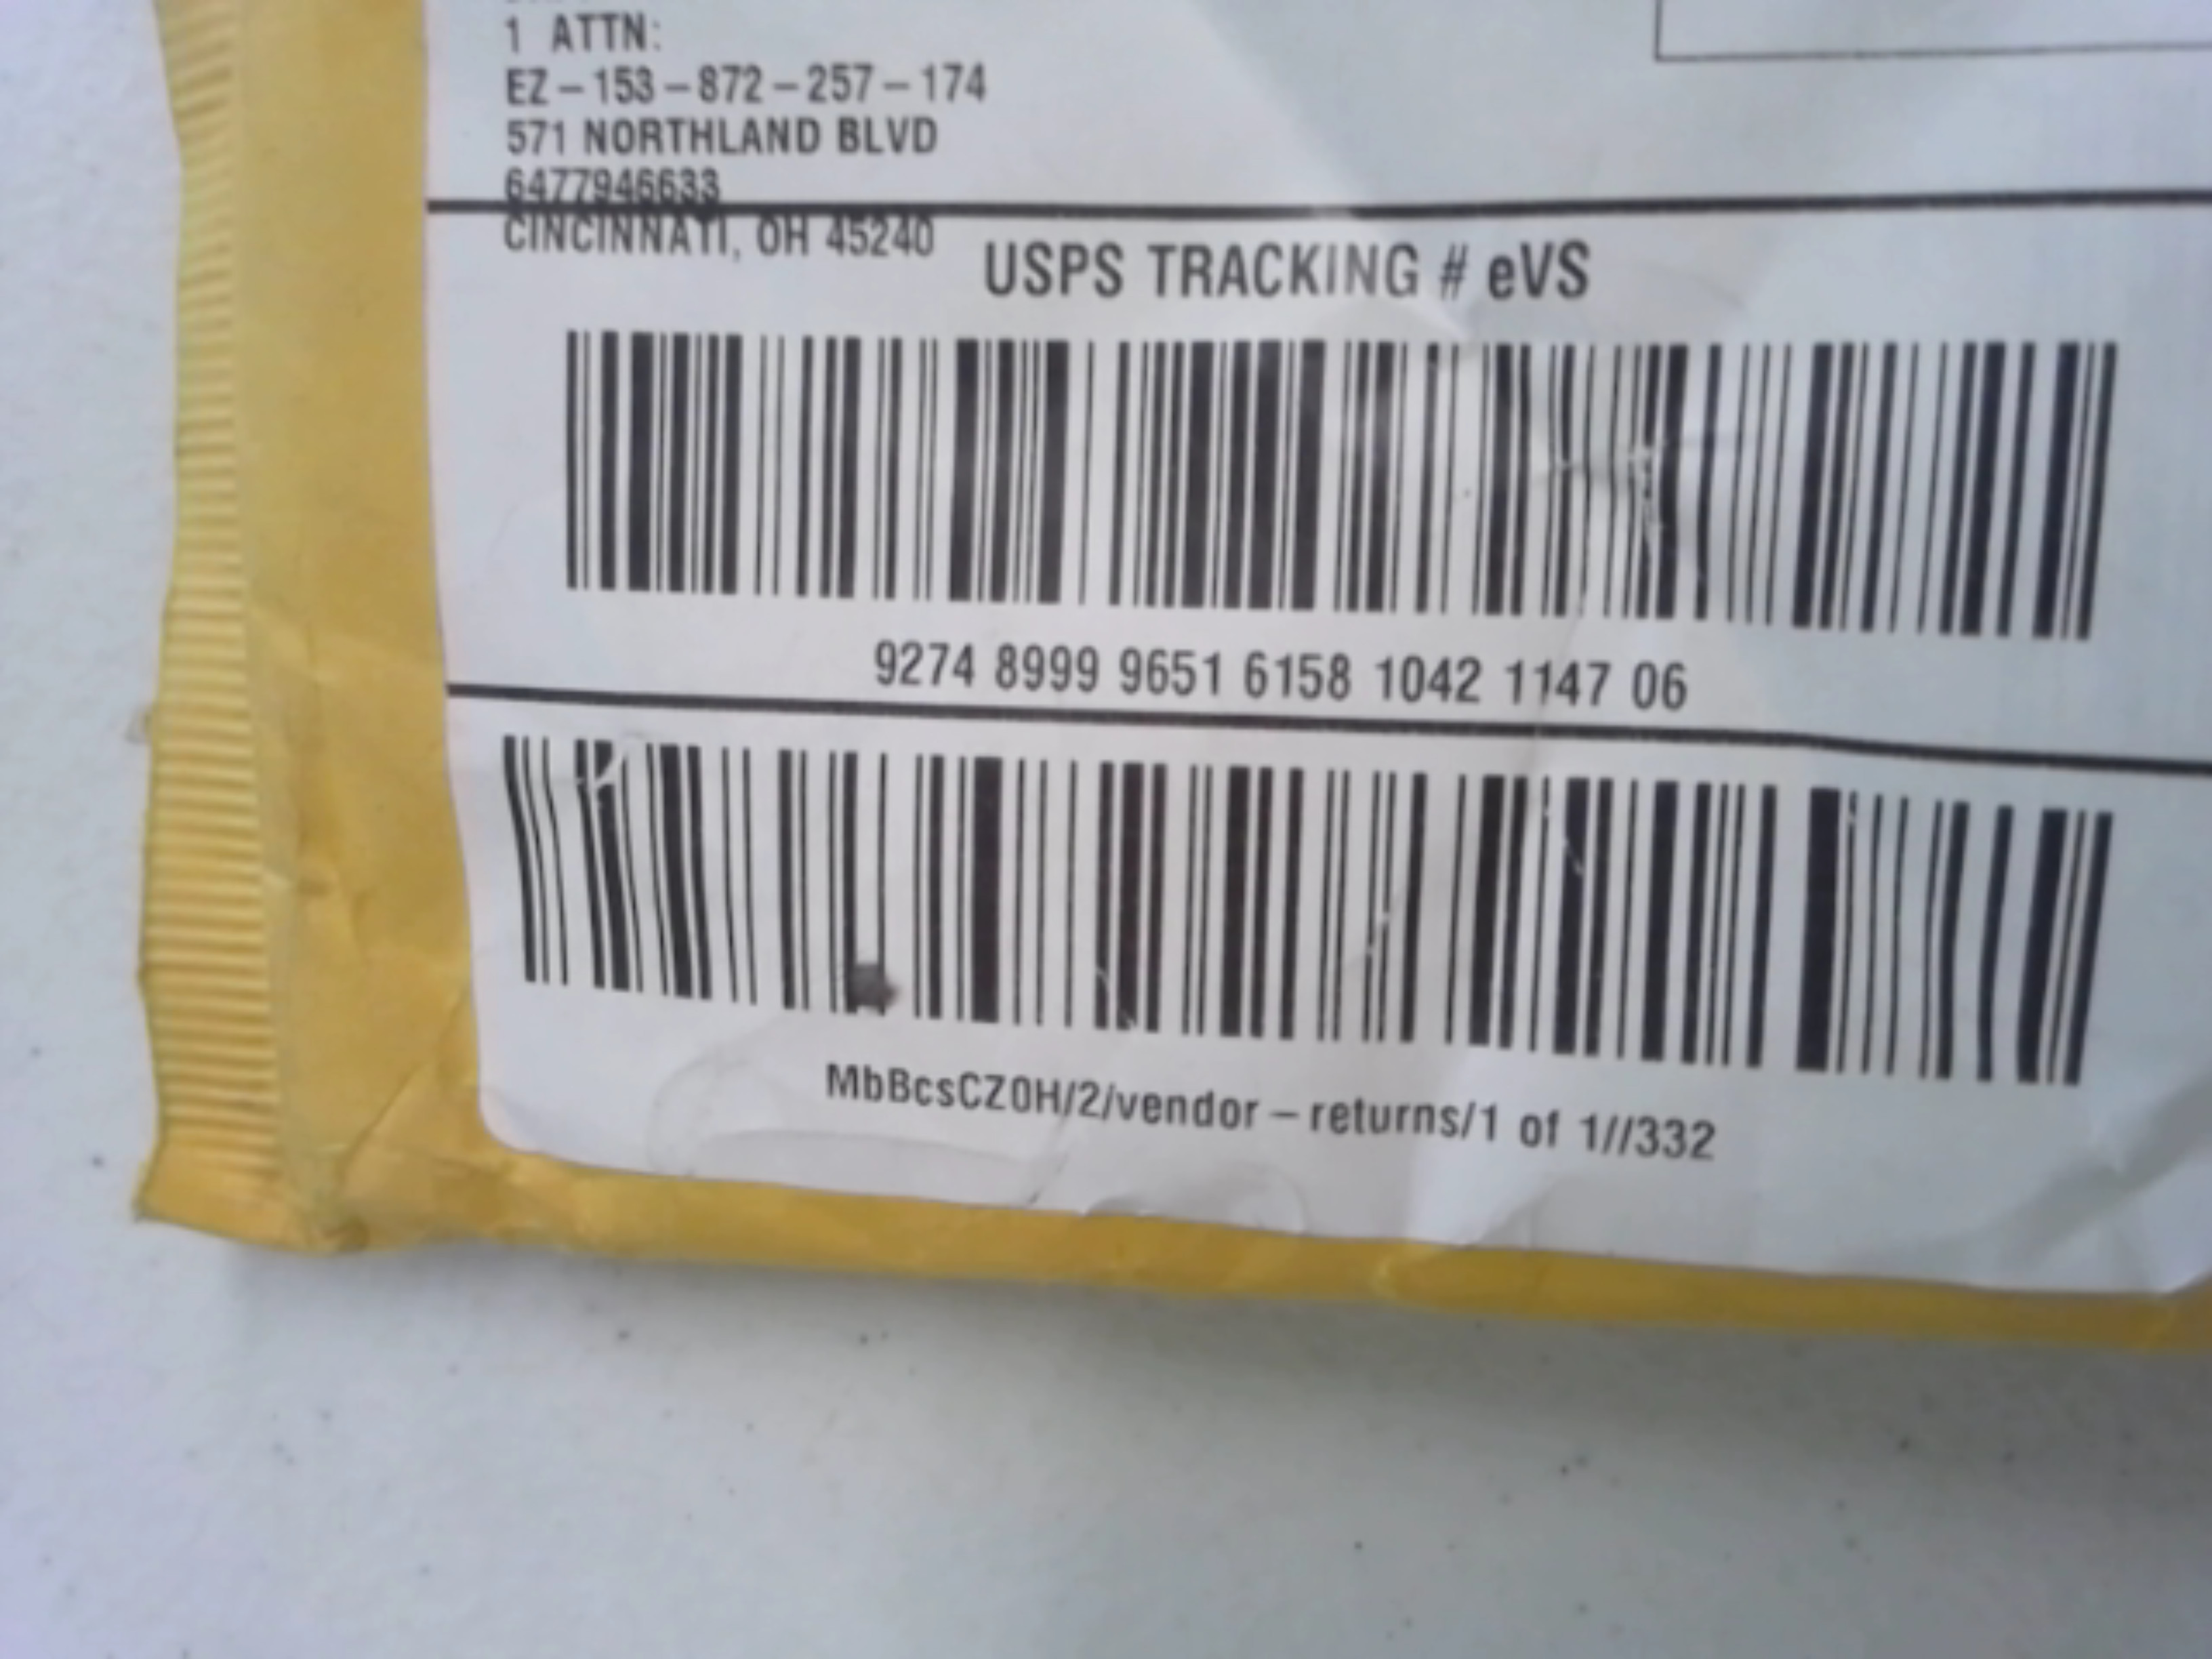 1 ATTN:
EZ – 153 – 872 – 257 – 174
571 NORTHLAND BLVD
6477946633
CINCINNATI, OH 45240
USPS TRACKING # eVS
9274 8999 9651 6158 1042 1147 06
MbBcsCZ0H/2/vendor – returns/1 of 1//332